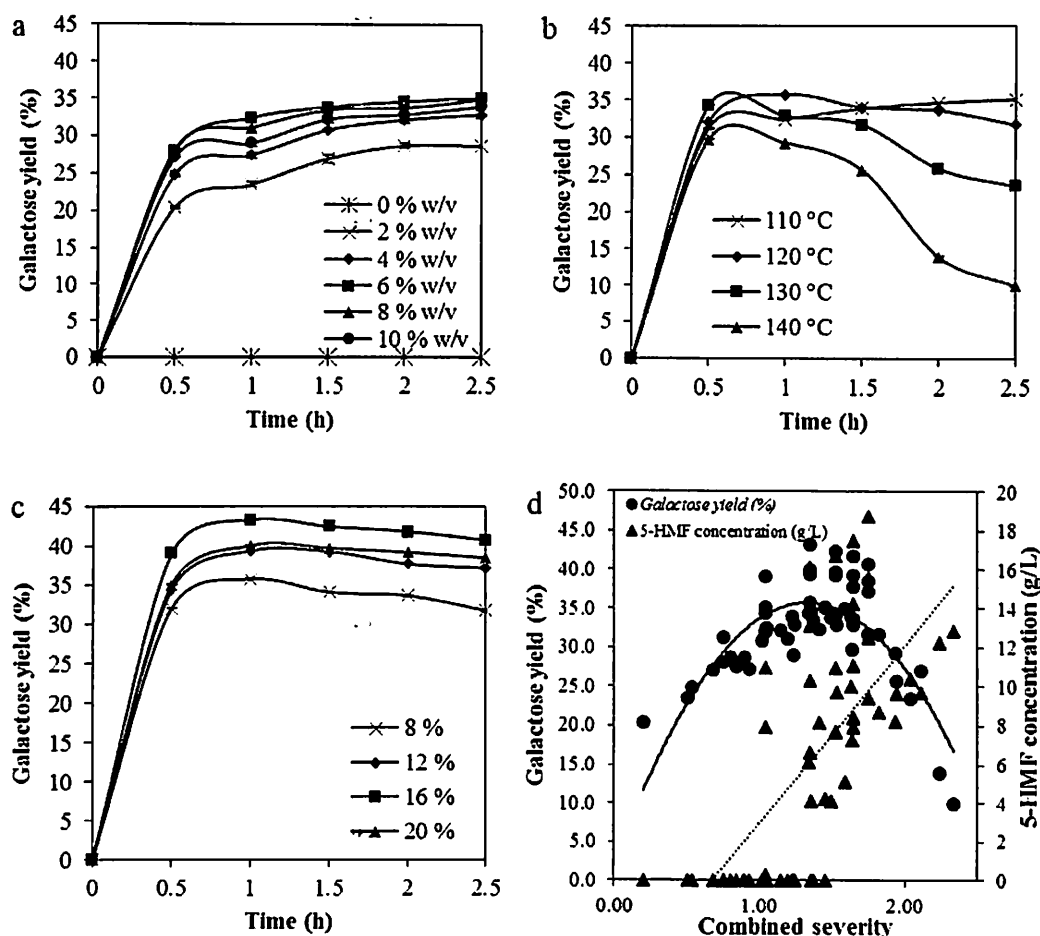 a
45
40
35
30
25
20
15
10
5
0
Galactose yield (%)
0 % w/v
2 % w/v
4 % w/v
6 % w/v
8 % w/v
10 % w/v
0 0.5 1 1.5 2 2.5
Time (h)
b
45
40
35
30
25
20
15
10
5
0
Galactose yield (%)
110 °C
120 °C
130 °C
140 °C
0 0.5 1 1.5 2 2.5
Time (h)
c
45
40
35
30
25
20
15
10
5
0
Galactose yield (%)
8 %
12 %
16 %
20 %
0 0.5 1 1.5 2 2.5
Time (h)
d
50.0
45.0
40.0
35.0
30.0
25.0
20.0
15.0
10.0
5.0
0.0
Galactose yield (%)
Galactose yield (%)
5-HMF concentration (g/L)
20
18
16
14
12
10
8
6
4
2
0
5-HMF concentration (g/L)
0.00 1.00 2.00
Combined severity